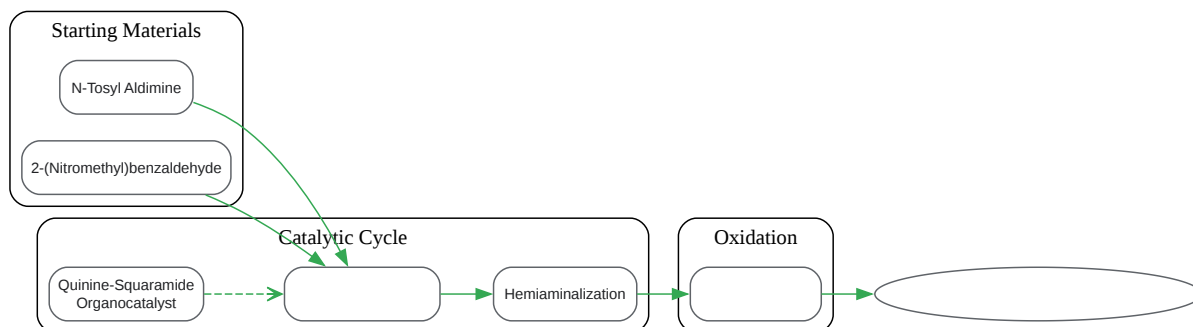 Starting Materials
N-Tosyl Aldimine
2-(Nitromethyl)benzaldehyde
Catalytic Cycle
Oxidation
Quinine-Squaramide
Organocatalyst
Hemiaminalization